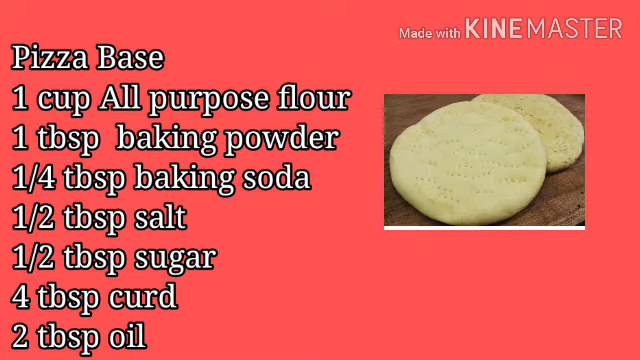 Made with KINEMASTER
Pizza Base
1 cup All purpose flour
1 tbsp baking powder
1/4 tbsp baking soda
1/2 tbsp salt
1/2 tbsp sugar
4 tbsp curd
2 tbsp oil